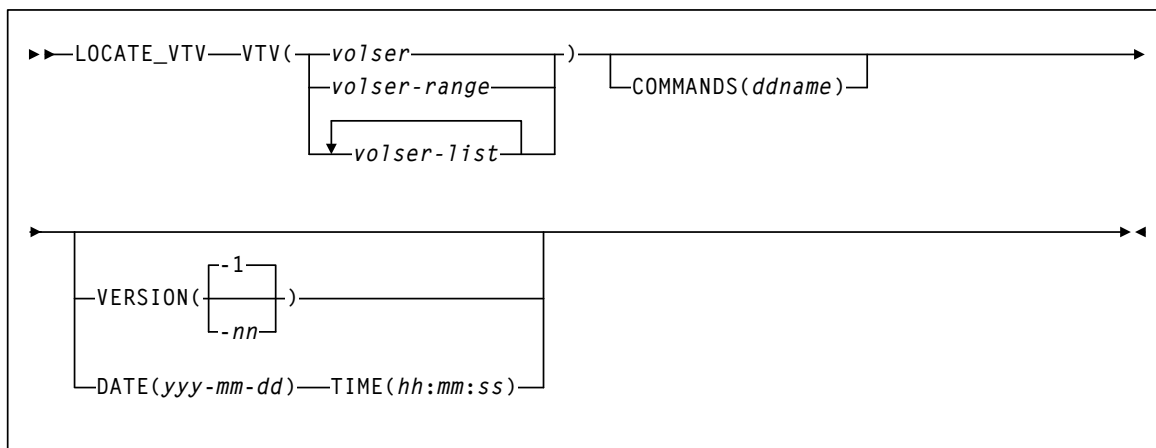 LOCATE_VTV VTV( volser )
volser-range
volser-list
COMMANDS(ddname)
VERSION( -1 )
-nn
DATE(yyy-mm-dd) TIME(hh:mm:ss)